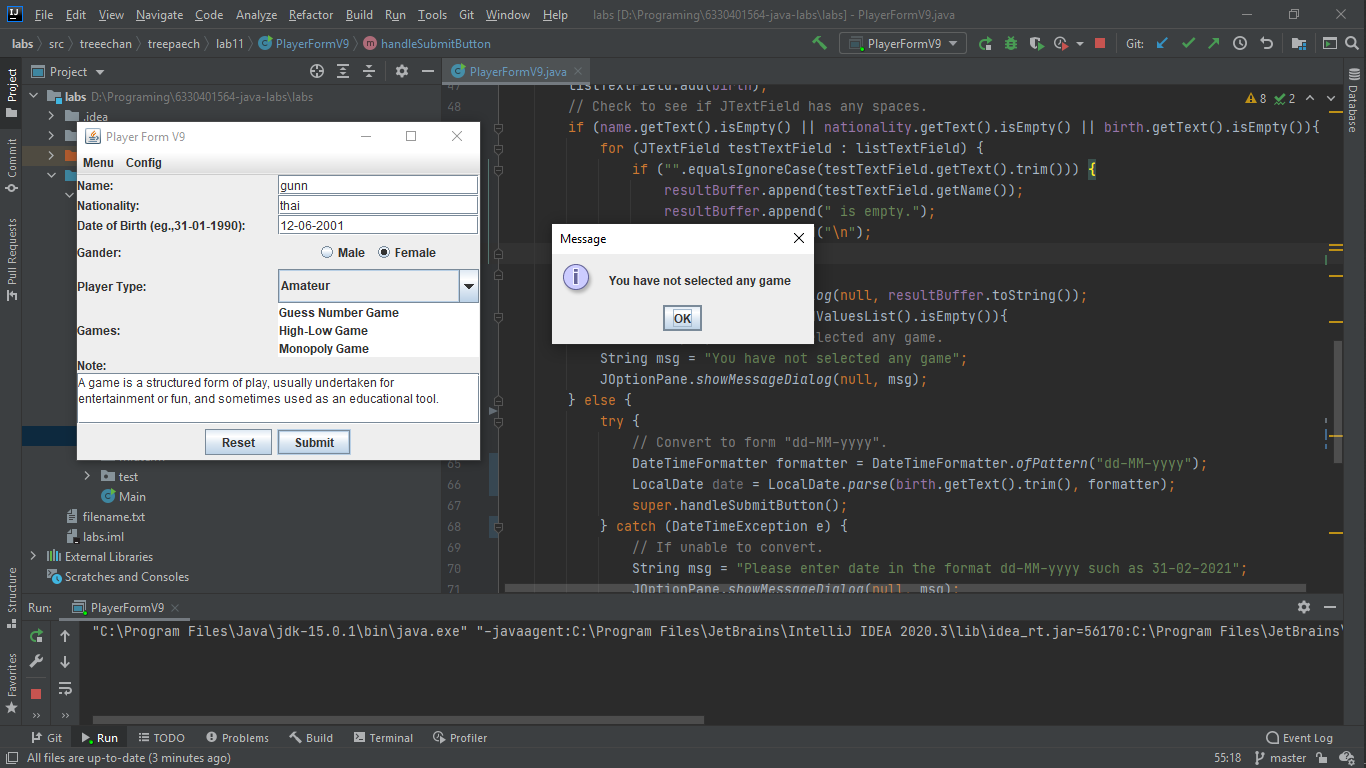 File Edit View Navigate Code Analyze Refactor Build Run Tools Git Window Help labs [D:\Programing\6330401564-java-labs\labs] - PlayerFormV9.java
labs src treeechan treepaech lab11 PlayerFormV9 handleSubmitButton PlayerFormV9 Git:
Project
PlayerFormV9.java
labs D:\Programing\6330401564-java-labs\labs
.idea
test
Main
filename.txt
labs.iml
External Libraries
Scratches and Consoles
Project
Commit
Pull Requests
Structure
Favorites
Database
Player Form V9
Menu Config
Name: gunn
Nationality: thai
Date of Birth (eg.,31-01-1990): 12-06-2001
Gander: Male Female
Player Type: Amateur
Games:
Guess Number Game
High-Low Game
Monopoly Game
Note:
A game is a structured form of play, usually undertaken for
entertainment or fun, and sometimes used as an educational tool.
Reset Submit
Message
You have not selected any game
OK
8 2
47
48 // Check to see if JTextField has any spaces.
if (name.getText().isEmpty() || nationality.getText().isEmpty() || birth.getText().isEmpty()){
for (JTextField testTextField : listTextField) {
if ("".equalsIgnoreCase(testTextField.getText().trim())) {
resultBuffer.append(testTextField.getName());
resultBuffer.append(" is empty.");
("\n");
(null, resultBuffer.toString());
ValuesList().isEmpty()){
lected any game.
String msg = "You have not selected any game";
JOptionPane.showMessageDialog(null, msg);
} else {
try {
// Convert to form "dd-MM-yyyy".
65 DateTimeFormatter formatter = DateTimeFormatter.ofPattern("dd-MM-yyyy");
66 LocalDate date = LocalDate.parse(birth.getText().trim(), formatter);
67 super.handleSubmitButton();
68 } catch (DateTimeException e) {
69 // If unable to convert.
70 String msg = "Please enter date in the format dd-MM-yyyy such as 31-02-2021";
71 JOptionPane.showMessageDialog(null, msg);
Run: PlayerFormV9
"C:\Program Files\Java\jdk-15.0.1\bin\java.exe" "-javaagent:C:\Program Files\JetBrains\IntelliJ IDEA 2020.3\lib\idea_rt.jar=56170:C:\Program Files\JetBrains\
Git Run TODO Problems Build Terminal Profiler Event Log
All files are up-to-date (3 minutes ago) 55:18 master